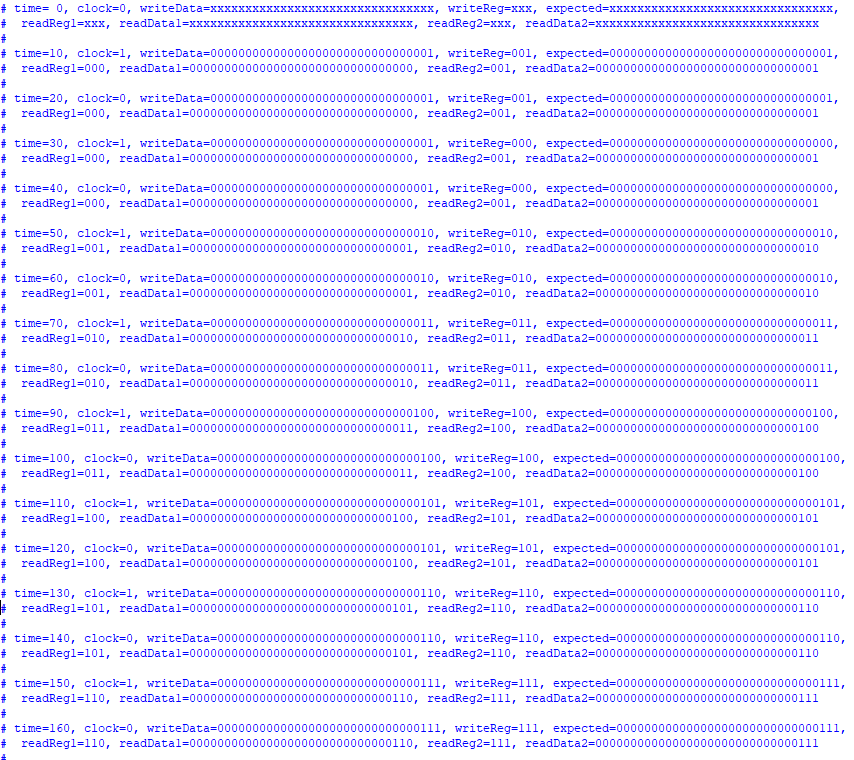 # time= 0, clock=0, writeData=xxxxxxxxxxxxxxxxxxxxxxxxxxxxxxxx, writeReg=xxx, expected=xxxxxxxxxxxxxxxxxxxxxxxxxxxxxxxx,
#  readReg1=xxx, readData1=xxxxxxxxxxxxxxxxxxxxxxxxxxxxxxxx, readReg2=xxx, readData2=xxxxxxxxxxxxxxxxxxxxxxxxxxxxxxxx
#
# time=10, clock=1, writeData=00000000000000000000000000000001, writeReg=001, expected=00000000000000000000000000000001,
#  readReg1=000, readData1=00000000000000000000000000000000, readReg2=001, readData2=00000000000000000000000000000001
#
# time=20, clock=0, writeData=00000000000000000000000000000001, writeReg=001, expected=00000000000000000000000000000001,
#  readReg1=000, readData1=00000000000000000000000000000000, readReg2=001, readData2=00000000000000000000000000000001
#
# time=30, clock=1, writeData=00000000000000000000000000000001, writeReg=000, expected=00000000000000000000000000000000,
#  readReg1=000, readData1=00000000000000000000000000000000, readReg2=001, readData2=00000000000000000000000000000001
#
# time=40, clock=0, writeData=00000000000000000000000000000001, writeReg=000, expected=00000000000000000000000000000000,
#  readReg1=000, readData1=00000000000000000000000000000000, readReg2=001, readData2=00000000000000000000000000000001
#
# time=50, clock=1, writeData=00000000000000000000000000000010, writeReg=010, expected=00000000000000000000000000000010,
#  readReg1=001, readData1=00000000000000000000000000000001, readReg2=010, readData2=00000000000000000000000000000010
#
# time=60, clock=0, writeData=00000000000000000000000000000010, writeReg=010, expected=00000000000000000000000000000010,
#  readReg1=001, readData1=00000000000000000000000000000001, readReg2=010, readData2=00000000000000000000000000000010
#
# time=70, clock=1, writeData=00000000000000000000000000000011, writeReg=011, expected=00000000000000000000000000000011,
#  readReg1=010, readData1=00000000000000000000000000000010, readReg2=011, readData2=00000000000000000000000000000011
#
# time=80, clock=0, writeData=00000000000000000000000000000011, writeReg=011, expected=00000000000000000000000000000011,
#  readReg1=010, readData1=00000000000000000000000000000010, readReg2=011, readData2=00000000000000000000000000000011
#
# time=90, clock=1, writeData=00000000000000000000000000000100, writeReg=100, expected=00000000000000000000000000000100,
#  readReg1=011, readData1=00000000000000000000000000000011, readReg2=100, readData2=00000000000000000000000000000100
#
# time=100, clock=0, writeData=00000000000000000000000000000100, writeReg=100, expected=00000000000000000000000000000100,
#  readReg1=011, readData1=00000000000000000000000000000011, readReg2=100, readData2=00000000000000000000000000000100
#
# time=110, clock=1, writeData=00000000000000000000000000000101, writeReg=101, expected=00000000000000000000000000000101,
#  readReg1=100, readData1=00000000000000000000000000000100, readReg2=101, readData2=00000000000000000000000000000101
#
# time=120, clock=0, writeData=00000000000000000000000000000101, writeReg=101, expected=00000000000000000000000000000101,
#  readReg1=100, readData1=00000000000000000000000000000100, readReg2=101, readData2=00000000000000000000000000000101
#
# time=130, clock=1, writeData=00000000000000000000000000000110, writeReg=110, expected=00000000000000000000000000000110,
#  readReg1=101, readData1=00000000000000000000000000000101, readReg2=110, readData2=00000000000000000000000000000110
#
# time=140, clock=0, writeData=00000000000000000000000000000110, writeReg=110, expected=00000000000000000000000000000110,
#  readReg1=101, readData1=00000000000000000000000000000101, readReg2=110, readData2=00000000000000000000000000000110
#
# time=150, clock=1, writeData=00000000000000000000000000000111, writeReg=111, expected=00000000000000000000000000000111,
#  readReg1=110, readData1=00000000000000000000000000000110, readReg2=111, readData2=00000000000000000000000000000111
#
# time=160, clock=0, writeData=00000000000000000000000000000111, writeReg=111, expected=00000000000000000000000000000111,
#  readReg1=110, readData1=00000000000000000000000000000110, readReg2=111, readData2=00000000000000000000000000000111
#